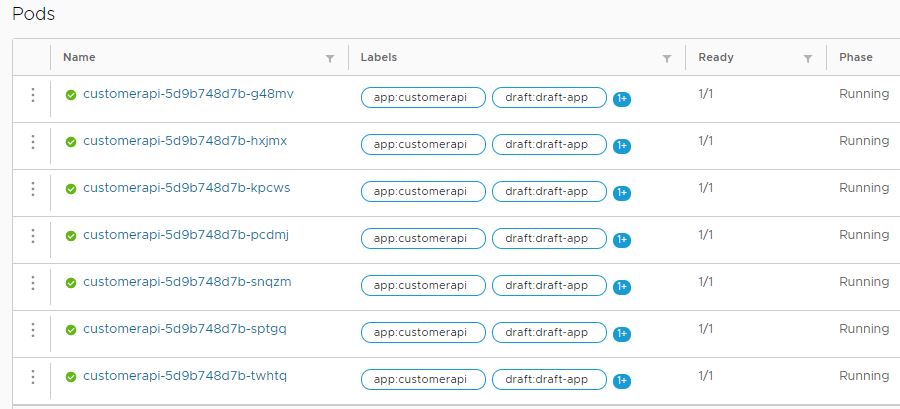 Pods
Name Labels Ready Phase
customerapi-5d9b748d7b-g48mv app:customerapi draft:draft-app 1+ 1/1 Running
customerapi-5d9b748d7b-hxjmx app:customerapi draft:draft-app 1+ 1/1 Running
customerapi-5d9b748d7b-kpcws app:customerapi draft:draft-app 1+ 1/1 Running
customerapi-5d9b748d7b-pcdmj app:customerapi draft:draft-app 1+ 1/1 Running
customerapi-5d9b748d7b-snqzm app:customerapi draft:draft-app 1+ 1/1 Running
customerapi-5d9b748d7b-sptgq app:customerapi draft:draft-app 1+ 1/1 Running
customerapi-5d9b748d7b-twhtq app:customerapi draft:draft-app 1+ 1/1 Running